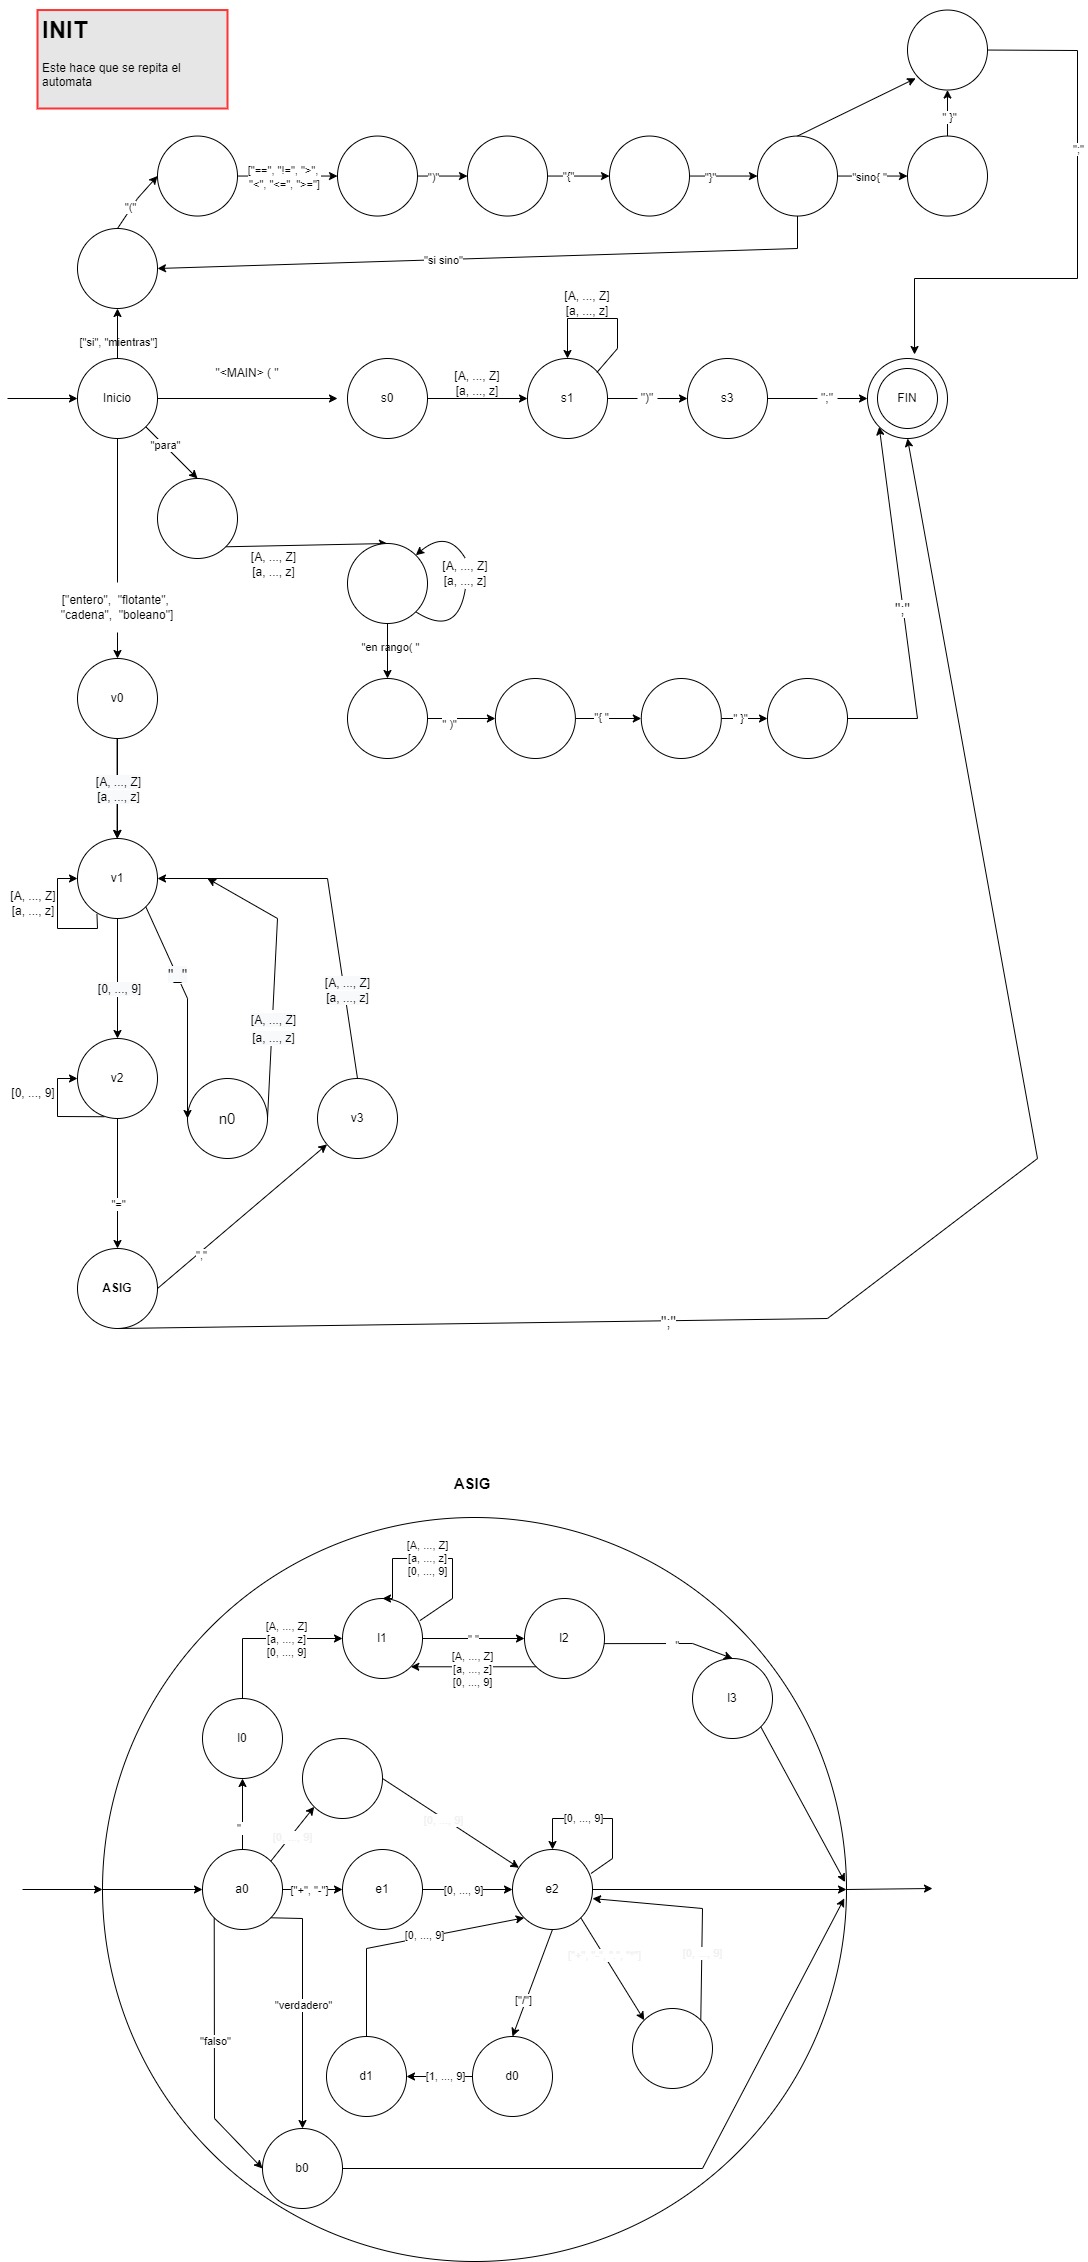 INIT
Este hace que se repita el
automata
" }"
";"
["==", "!=", ">",
"<", "<=", ">="]
")"
"{"
"}"
"sino{ "
"("
"si sino"
["si", "mientras"]
[A, ..., Z]
[a, ..., z]
"<MAIN> ( "
Inicio
s0
[A, ..., Z]
[a, ..., z]
s1
")"
s3
";"
FIN
"para"
[A, ..., Z]
[a, ..., z]
[A, ..., Z]
[a, ..., z]
["entero", "flotante",
"cadena", "boleano"]
";"
"en rango( "
v0
" )"
"{ "
" }"
[A, ..., Z]
[a, ..., z]
v1
[A, ..., Z]
[a, ..., z]
"_"
[0, ..., 9]
[A, ..., Z]
[a, ..., z]
[A, ..., Z]
[a, ..., z]
v2
[0, ..., 9]
n0
v3
"="
","
ASIG
";"
ASIG
[A, ..., Z]
[a, ..., z]
[0, ..., 9]
[A, ..., Z]
[a, ..., z]
[0, ..., 9]
l1
" "
l2
"
[A, ..., Z]
[a, ..., z]
[0, ..., 9]
l3
l0
"
[0, ..., 9]
[0, ..., 9]
[0, ..., 9]
a0
["+", "-"]
e1
[0, ..., 9]
e2
[0, ..., 9]
[0, ..., 9]
["/"]
"verdadero"
"falso"
d1
[1, ..., 9]
d0
b0